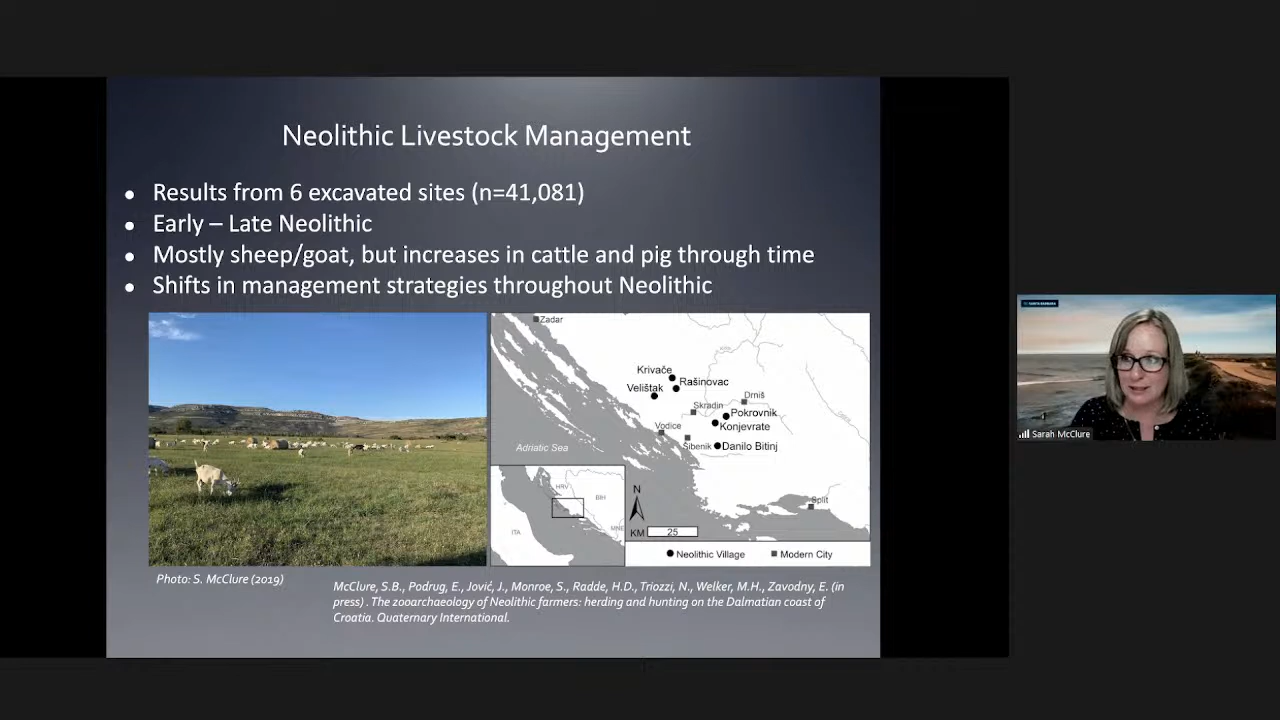 Neolithic Livestock Management
Results from 6 excavated sites (n=41,081)
Early – Late Neolithic
Mostly sheep/goat, but increases in cattle and pig through time
Shifts in management strategies throughout Neolithic
Zadar
Krivače
Rašinovac
Velištak
Drniš
Skradin
Pokrovnik
Vodice
Konjevrate
Šibenik
Danilo Bitinj
Adriatic Sea
HRV
BIH
ITA
MNE
N
Split
KM 25
Neolithic Village
Modern City
Photo: S. McClure (2019)
McClure, S.B., Podrug, E., Jović, J., Monroe, S., Radde, H.D., Triozzi, N., Welker, M.H., Zavodny, E. (in
press) . The zooarchaeology of Neolithic farmers: herding and hunting on the Dalmatian coast of
Croatia. Quaternary International.
Sarah McClure